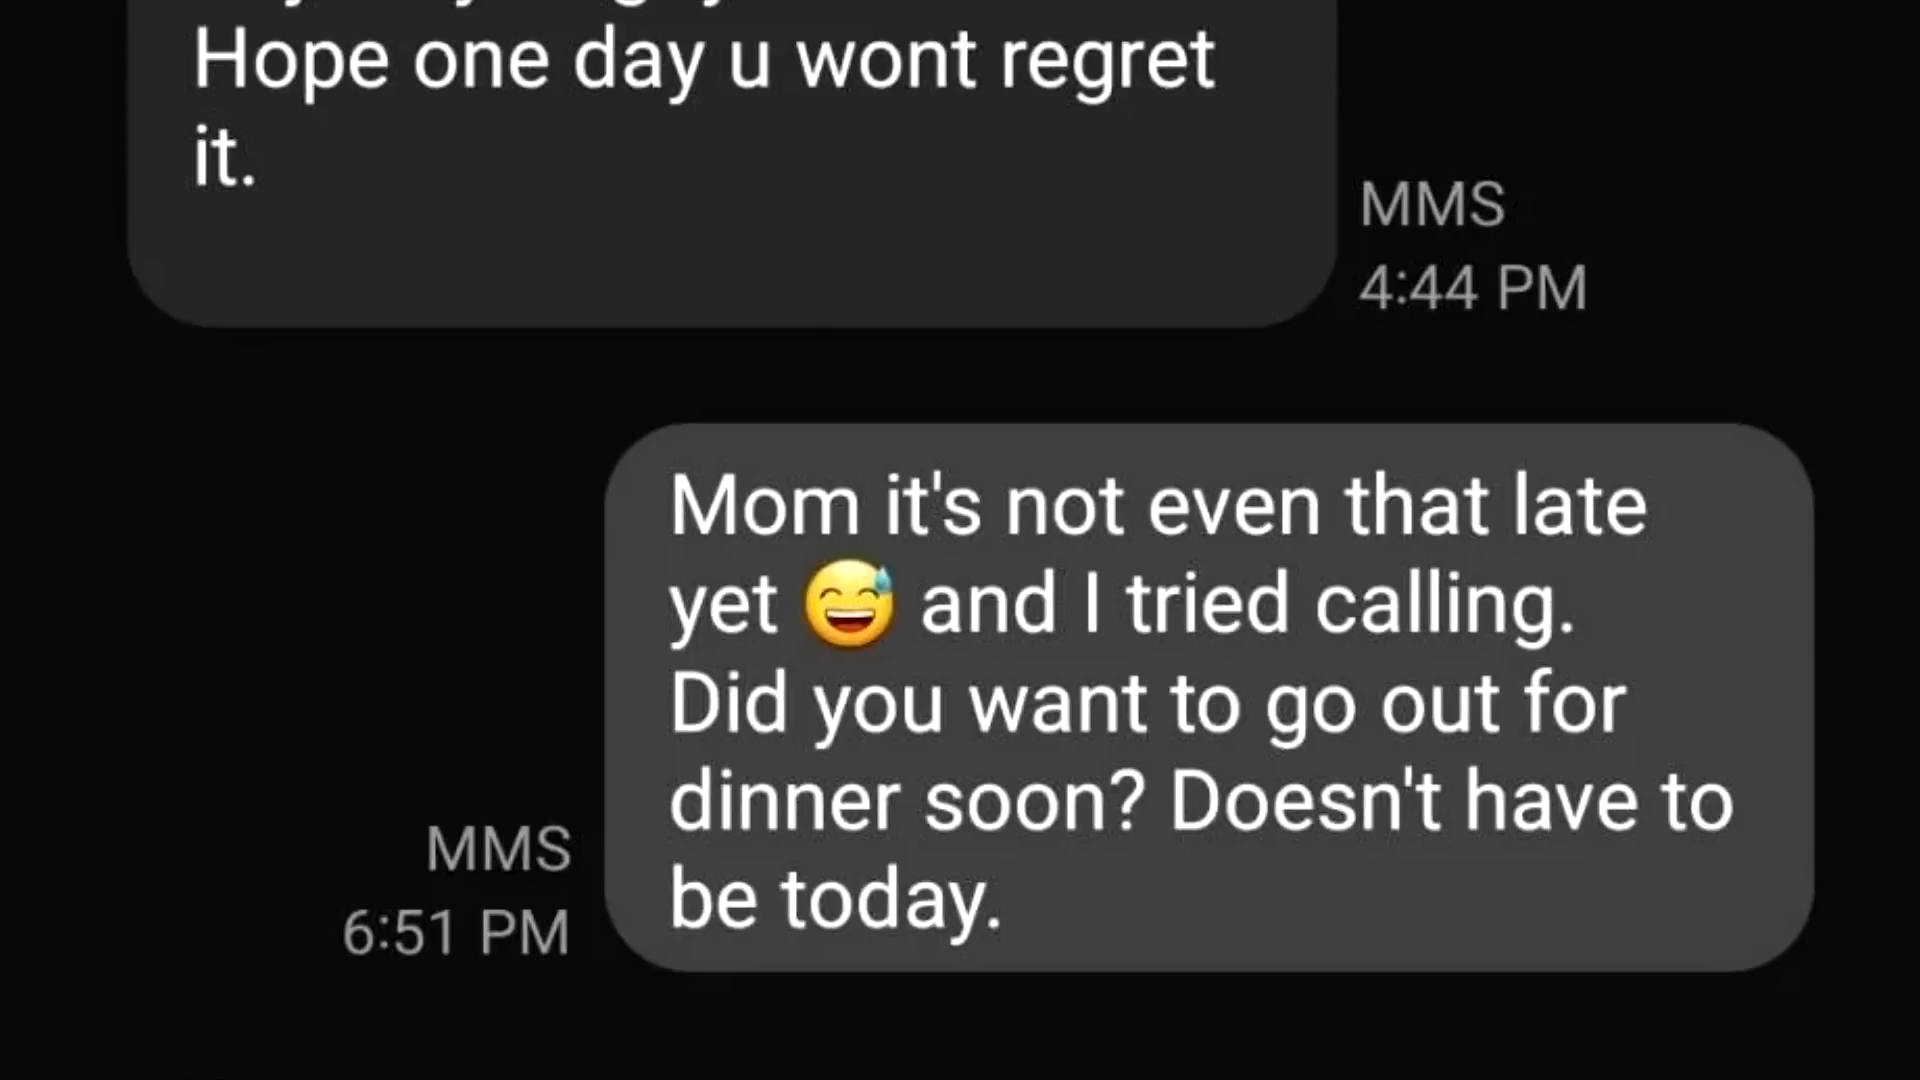 Hope one day u wont regret
it.
MMS
4:44 PM
Mom it's not even that late
yet 😅 and I tried calling.
Did you want to go out for
dinner soon? Doesn't have to
be today.
MMS
6:51 PM